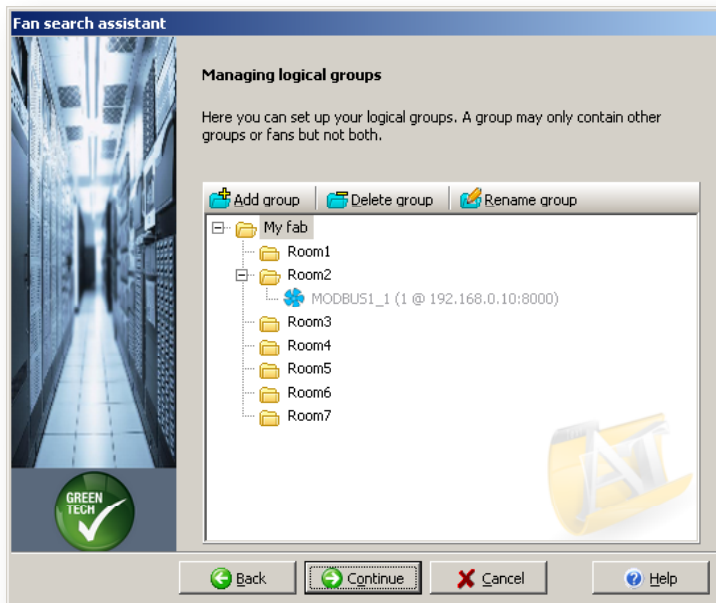 Fan search assistant
Managing logical groups
Here you can set up your logical groups. A group may only contain other
groups or fans but not both.
Add group Delete group Rename group
My fab
Room1
Room2
MODBUS1_1 (1 @ 192.168.0.10:8000)
Room3
Room4
Room5
Room6
Room7
AT
GREEN
TECH
Back Continue Cancel Help